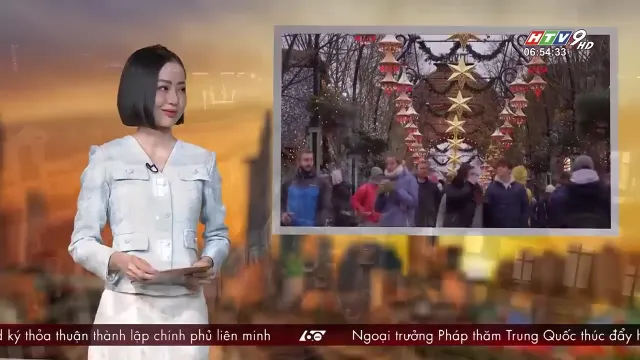 HTV9 HD
06:54:33
ký thỏa thuận thành lập chính phủ liên minh
Ngoại trưởng Pháp thăm Trung Quốc thúc đẩy